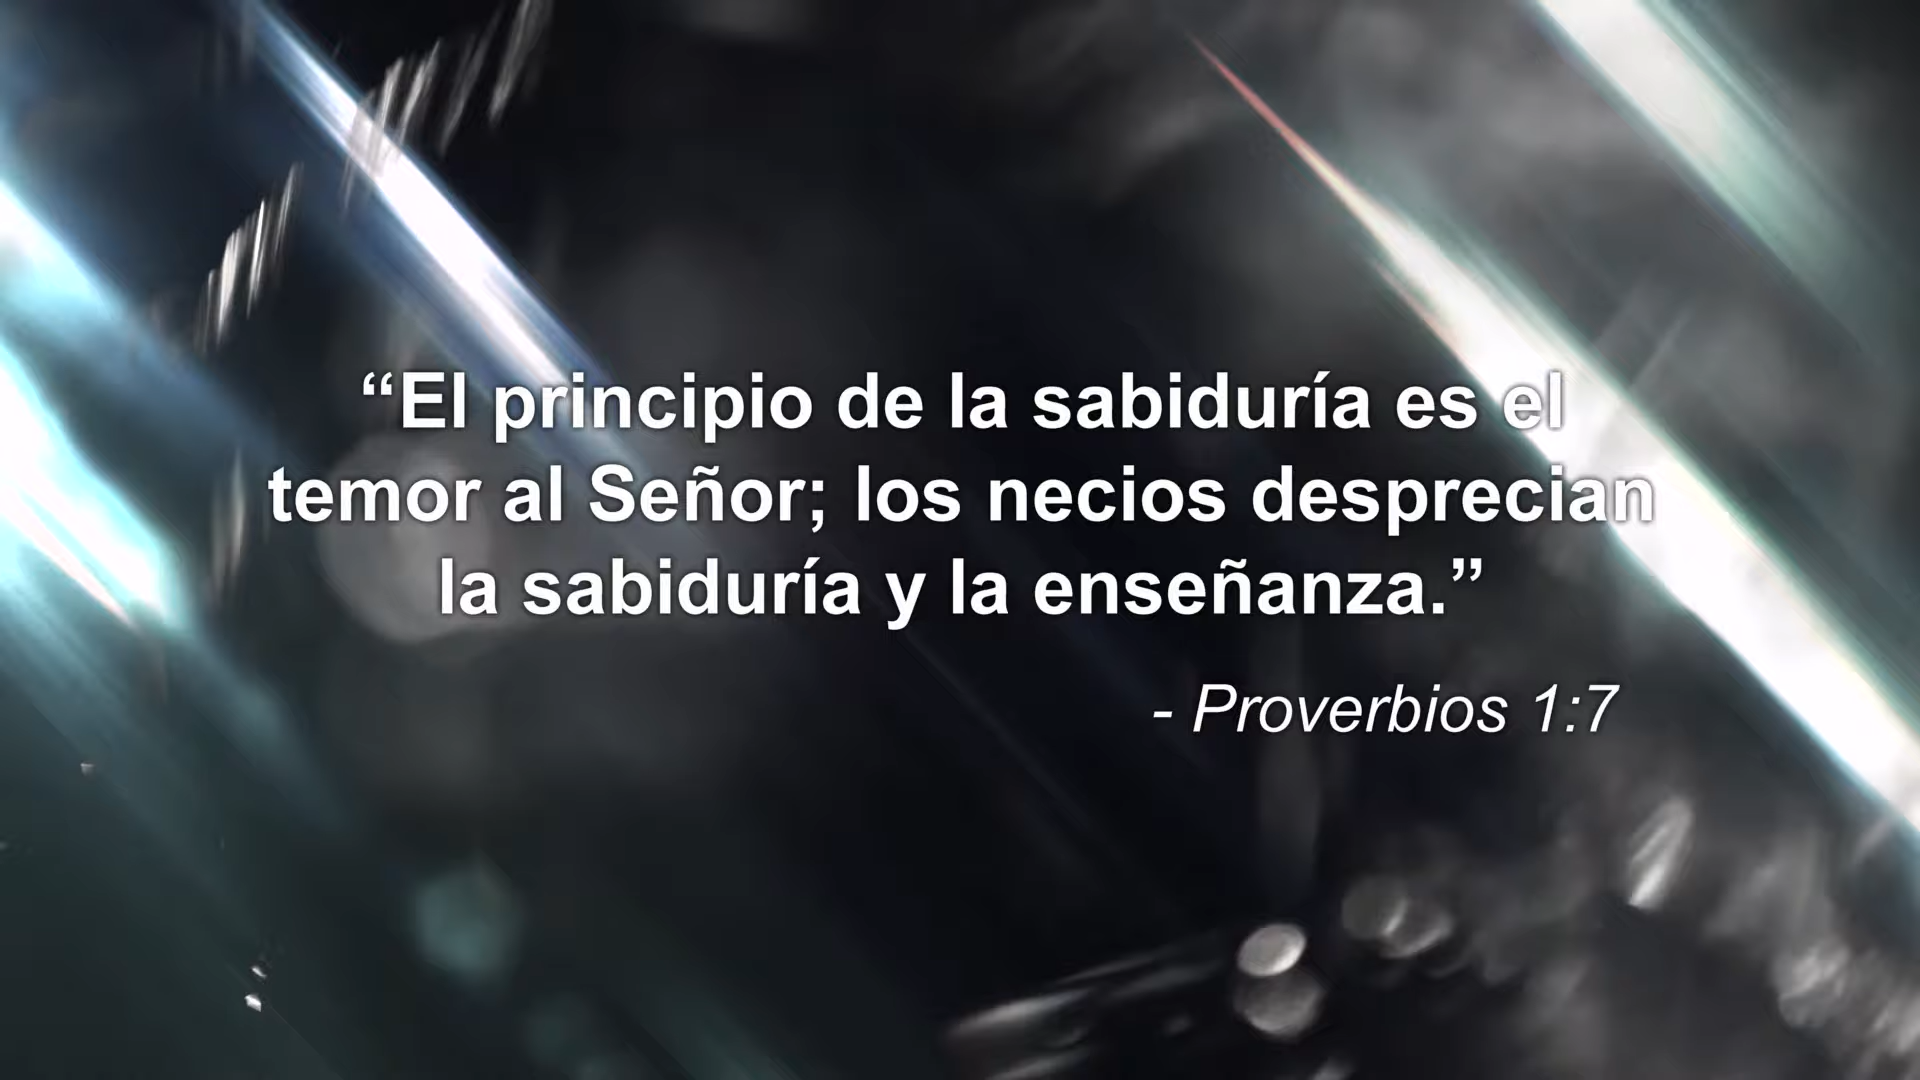 “El principio de la sabiduría es el
temor al Señor; los necios desprecian
la sabiduría y la enseñanza.”
- Proverbios 1:7